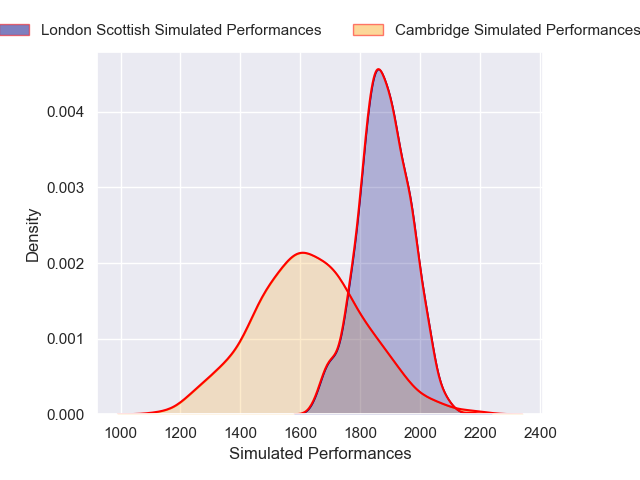 London Scottish Simulated Performances Cambridge Simulated Performances
0.004
0.003
0.002
0.001
0.000
Density
1000 1200 1400 1600 1800 2000 2200 2400
Simulated Performances